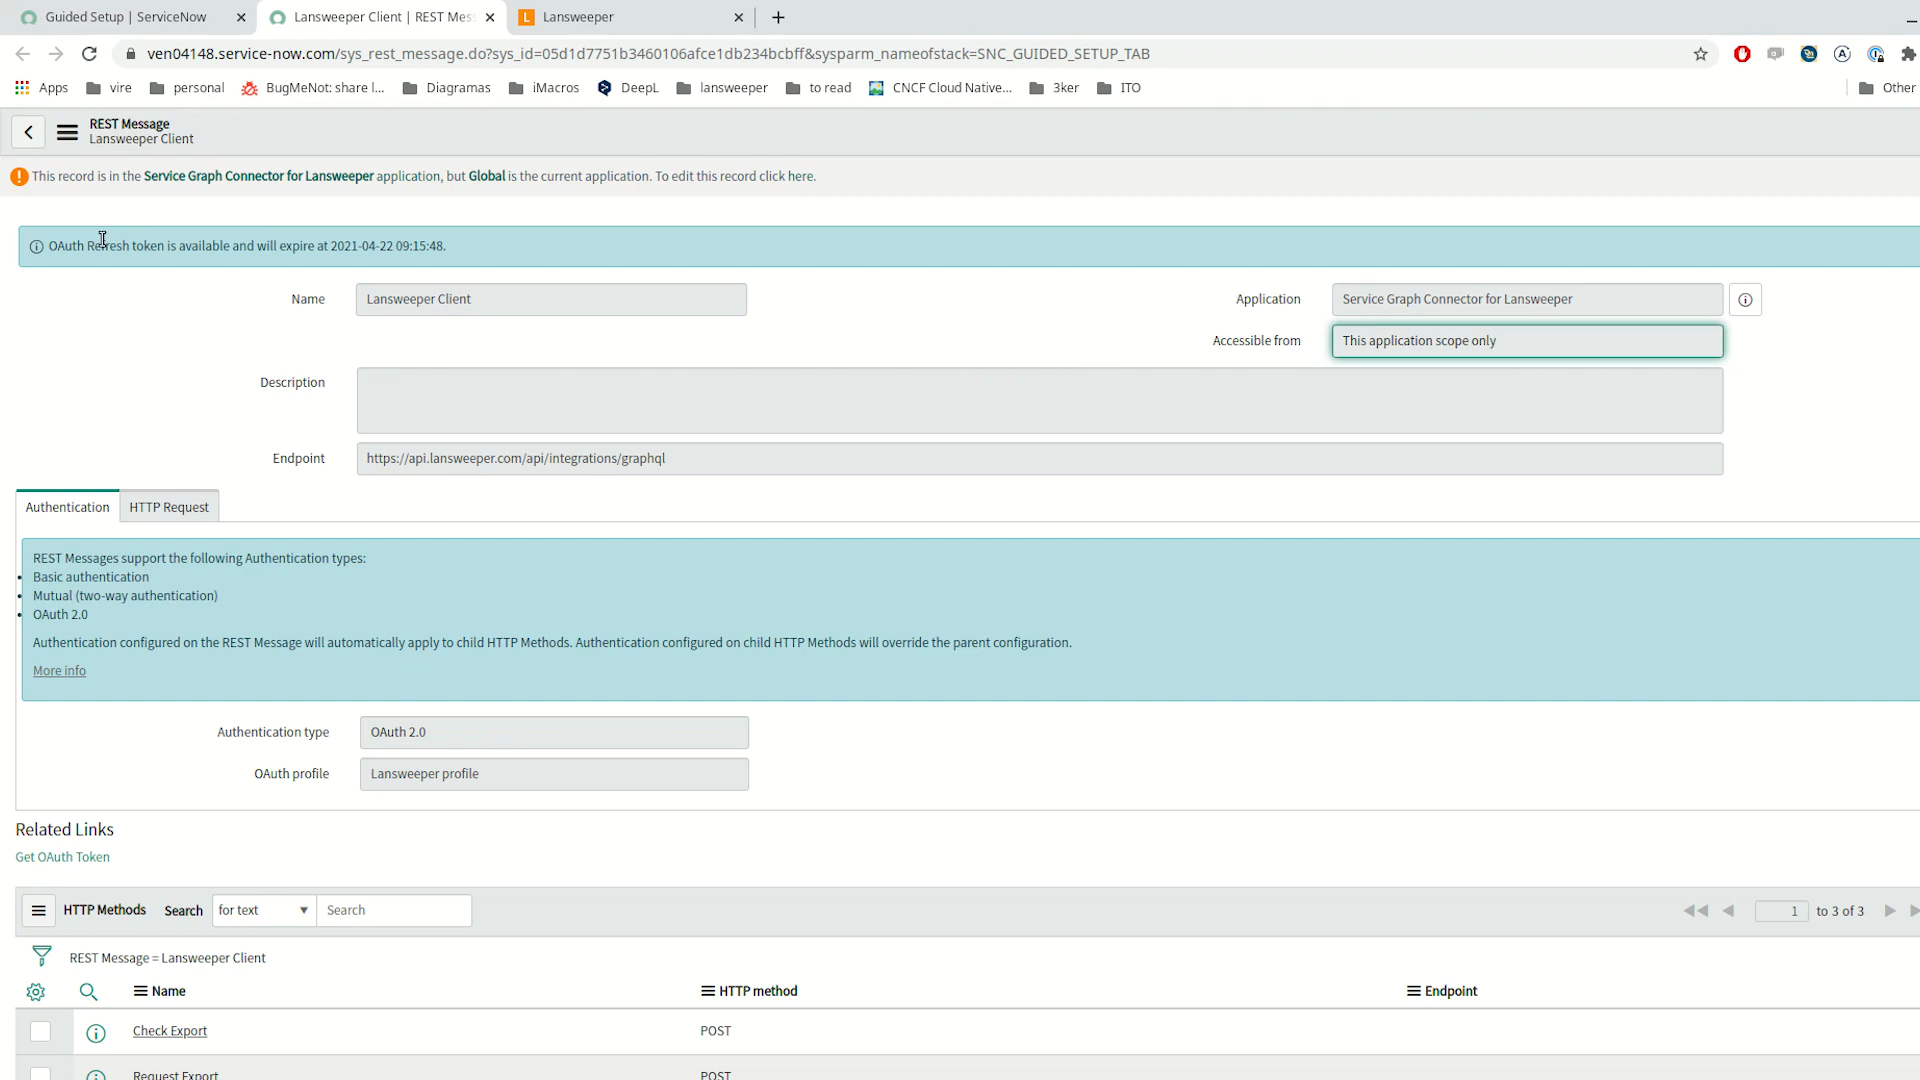 Guided Setup | ServiceNow
Lansweeper Client | REST Mes
Lansweeper
ven04148.service-now.com/sys_rest_message.do?sys_id=05d1d7751b3460106afce1db234bcbff&sysparm_nameofstack=SNC_GUIDED_SETUP_TAB
Apps
vire
personal
BugMeNot: share l...
Diagramas
iMacros
DeepL
lansweeper
to read
CNCF Cloud Native...
3ker
ITO
Other
REST Message
Lansweeper Client
This record is in the Service Graph Connector for Lansweeper application, but Global is the current application. To edit this record click here.
OAuth Refresh token is available and will expire at 2021-04-22 09:15:48.
Name
Lansweeper Client
Application
Service Graph Connector for Lansweeper
Accessible from
This application scope only
Description
Endpoint
https://api.lansweeper.com/api/integrations/graphql
Authentication
HTTP Request
REST Messages support the following Authentication types:
• Basic authentication
• Mutual (two-way authentication)
• OAuth 2.0
Authentication configured on the REST Message will automatically apply to child HTTP Methods. Authentication configured on child HTTP Methods will override the parent configuration.
More info
Authentication type
OAuth 2.0
OAuth profile
Lansweeper profile
Related Links
Get OAuth Token
HTTP Methods
Search
for text
Search
1 to 3 of 3
REST Message = Lansweeper Client
Name
HTTP method
Endpoint
Check Export
POST
Request Export
POST